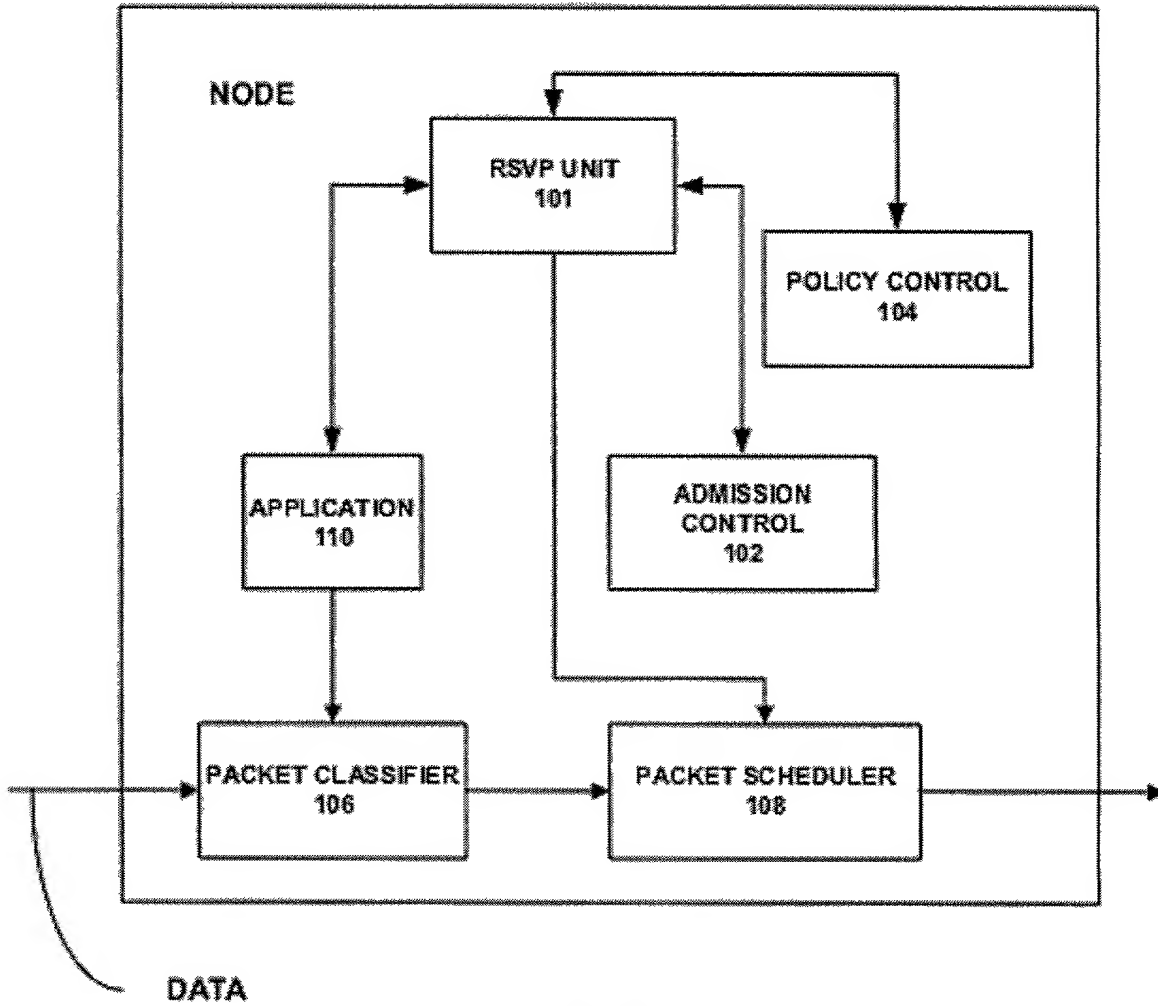 NODE
RSVP UNIT
101
POLICY CONTROL
104
APPLICATION
110
ADMISSION
CONTROL
102
PACKET CLASSIFIER
106
PACKET SCHEDULER
108
DATA